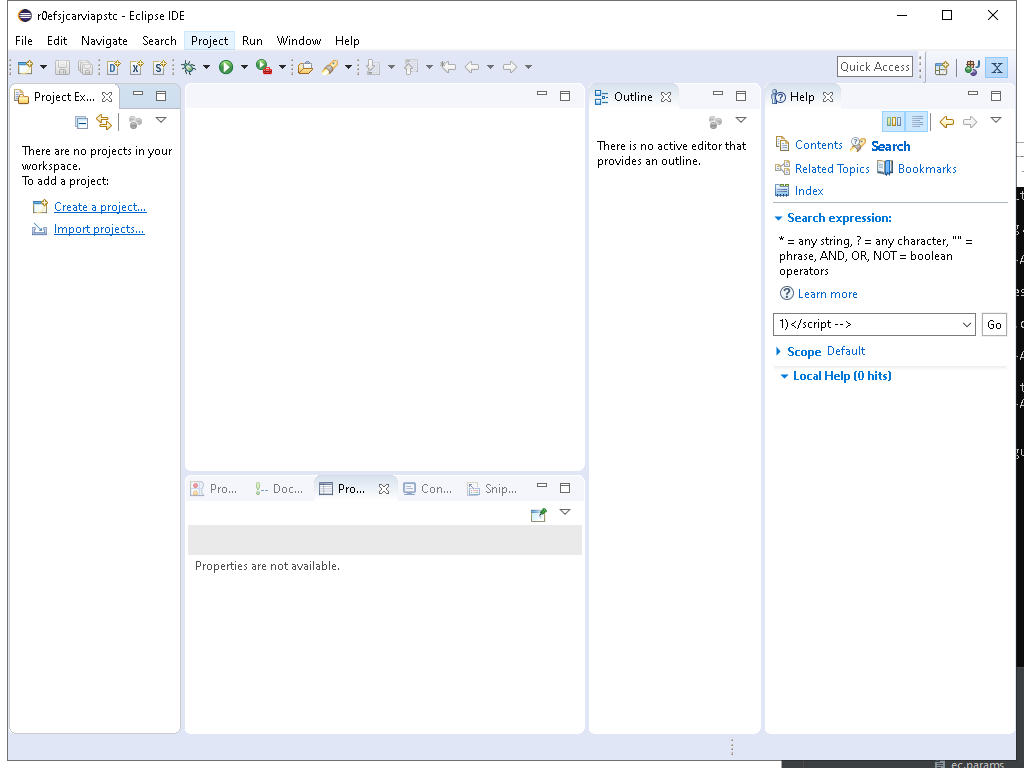 r0efsjcarviapstc - Eclipse IDE
File Edit Navigate Search Project Run Window Help
Quick Access
Project Ex...
There are no projects in your
workspace.
To add a project:
Create a project...
Import projects...
Outline
There is no active editor that
provides an outline.
Help
Contents Search
Related Topics Bookmarks
Index
Search expression:
* = any string, ? = any character, "" =
phrase, AND, OR, NOT = boolean
operators
Learn more
1)</script --> Go
Scope Default
Local Help (0 hits)
Pro... Doc... Pro... Con... Snip...
Properties are not available.
ec.params